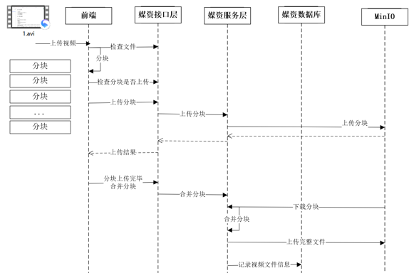 前端
媒资接口层
媒资服务层
媒资数据库
MinIO
1.avi
上传视频
检查文件
分块
分块
分块
分块
...
分块
检查分块是否上传
上传分块
上传分块
上传分块
上传结果
分块上传完毕
合并分块
合并分块
下载分块
合并分块
上传完整文件
记录视频文件信息